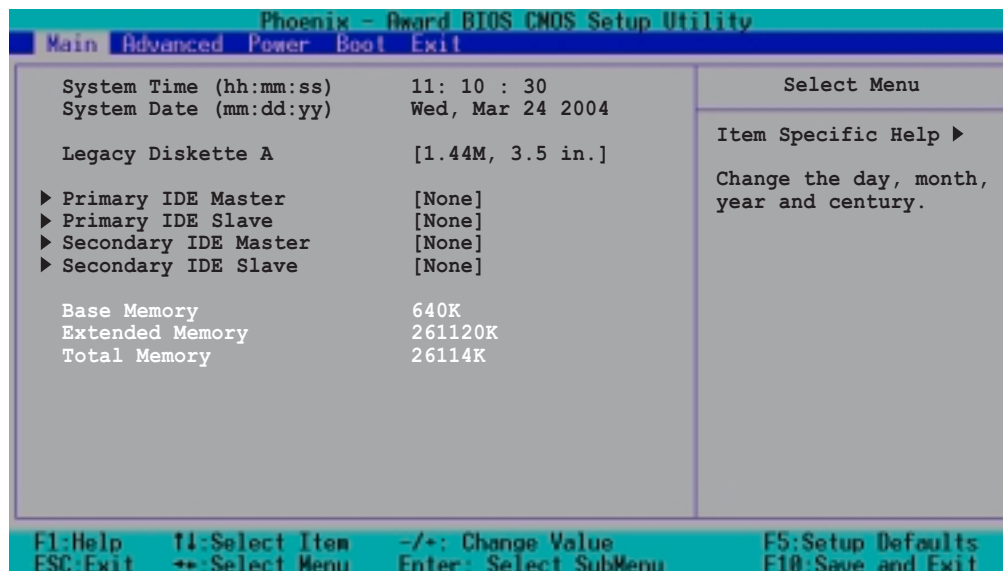 Phoenix - Award BIOS CMOS Setup Utility
Main Advanced Power Boot Exit
System Time (hh:mm:ss) 11: 10 : 30
System Date (mm:dd:yy) Wed, Mar 24 2004
Legacy Diskette A [1.44M, 3.5 in.]
Primary IDE Master [None]
Primary IDE Slave [None]
Secondary IDE Master [None]
Secondary IDE Slave [None]
Base Memory 640K
Extended Memory 261120K
Total Memory 26114K
Select Menu
Item Specific Help
Change the day, month,
year and century.
F1:Help ↑↓:Select Item -/+: Change Value F5:Setup Defaults
ESC:Exit ←→:Select Menu Enter: Select SubMenu F10:Save and Exit